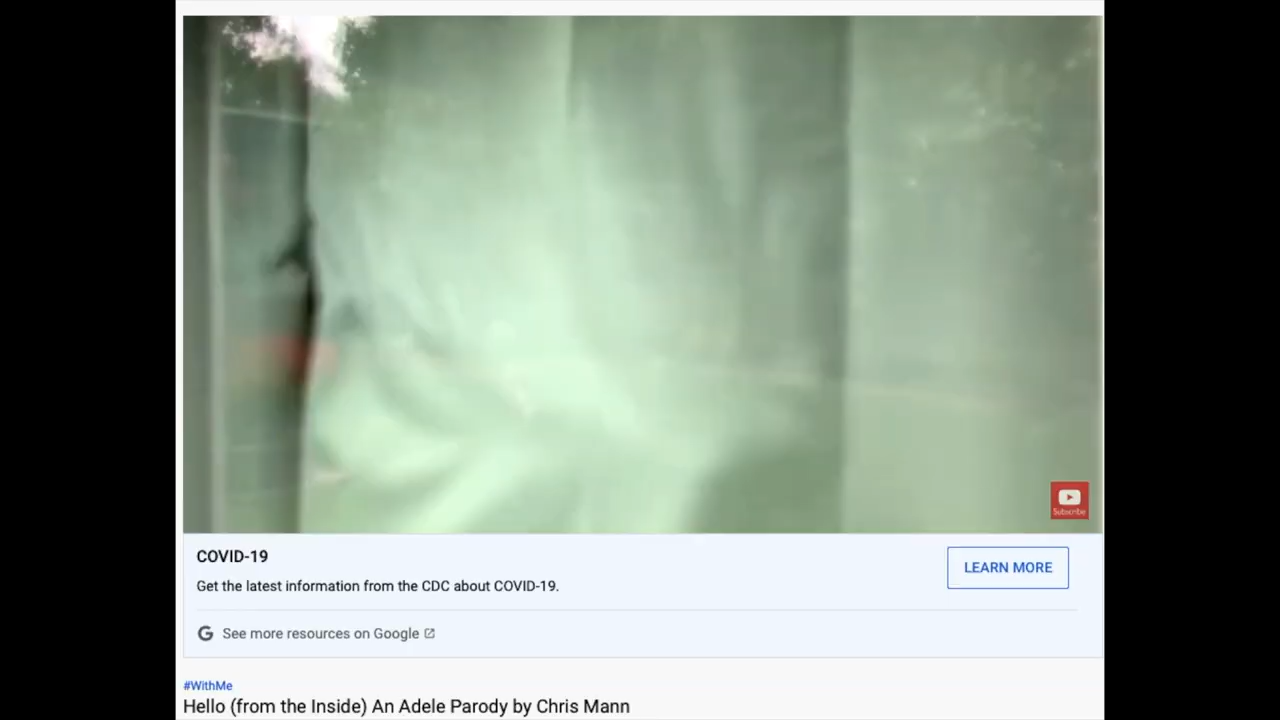 Subscribe
COVID-19
LEARN MORE
Get the latest information from the CDC about COVID-19.
See more resources on Google
#WithMe
Hello (from the Inside) An Adele Parody by Chris Mann